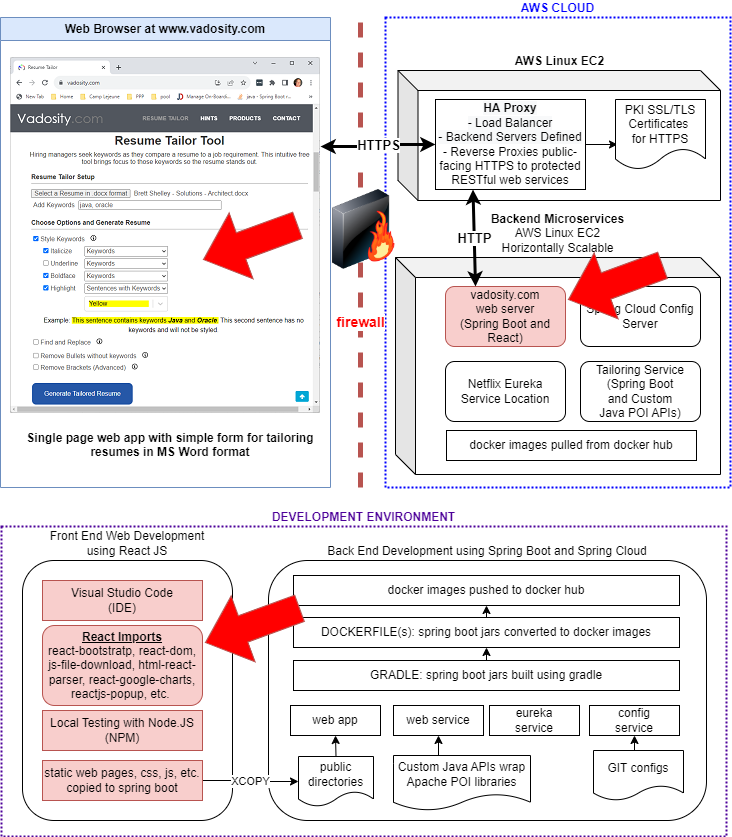 AWS CLOUD
Web Browser at www.vadosity.com
Resume Tailor
vadosity.com
New Tab Home Camp Lejeune PPP pool Manage On-Boardi... java - Spring Boot r...
Vadosity.com
RESUME TAILOR HINTS PRODUCTS CONTACT
Resume Tailor Tool
Hiring managers seek keywords as they compare a resume to a job requirement. This intuitive free
tool brings focus to those keywords so the resume stands out.
Resume Tailor Setup
Select a Resume in .docx format Brett Shelley - Solutions - Architect.docx
Add Keywords java, oracle
Choose Options and Generate Resume
Style Keywords
Italicize Keywords
Underline Keywords
Boldface Keywords
Highlight Sentences with Keywords
Yellow
Example: This sentence contains keywords Java and Oracle. This second sentence has no
keywords and will not be styled.
Find and Replace
Remove Bullets without keywords
Remove Brackets (Advanced)
Generate Tailored Resume
Single page web app with simple form for tailoring
resumes in MS Word format
HTTPS
firewall
AWS Linux EC2
HA Proxy
- Load Balancer
- Backend Servers Defined
- Reverse Proxies public-
facing HTTPS to protected
RESTful web services
PKI SSL/TLS
Certificates
for HTTPS
HTTP
Backend Microservices
AWS Linux EC2
Horizontally Scalable
vadosity.com
web server
(Spring Boot and
React)
Spring Cloud Config
Server
Netflix Eureka
Service Location
Tailoring Service
(Spring Boot
and Custom
Java POI APIs)
docker images pulled from docker hub
DEVELOPMENT ENVIRONMENT
Front End Web Development
using React JS
Visual Studio Code
(IDE)
React Imports
react-bootstratp, react-dom,
js-file-download, html-react-
parser, react-google-charts,
reactjs-popup, etc.
Local Testing with Node.JS
(NPM)
static web pages, css, js, etc.
copied to spring boot
XCOPY
Back End Development using Spring Boot and Spring Cloud
docker images pushed to docker hub
DOCKERFILE(s): spring boot jars converted to docker images
GRADLE: spring boot jars built using gradle
web app
web service
eureka
service
config
service
public
directories
Custom Java APIs wrap
Apache POI libraries
GIT configs